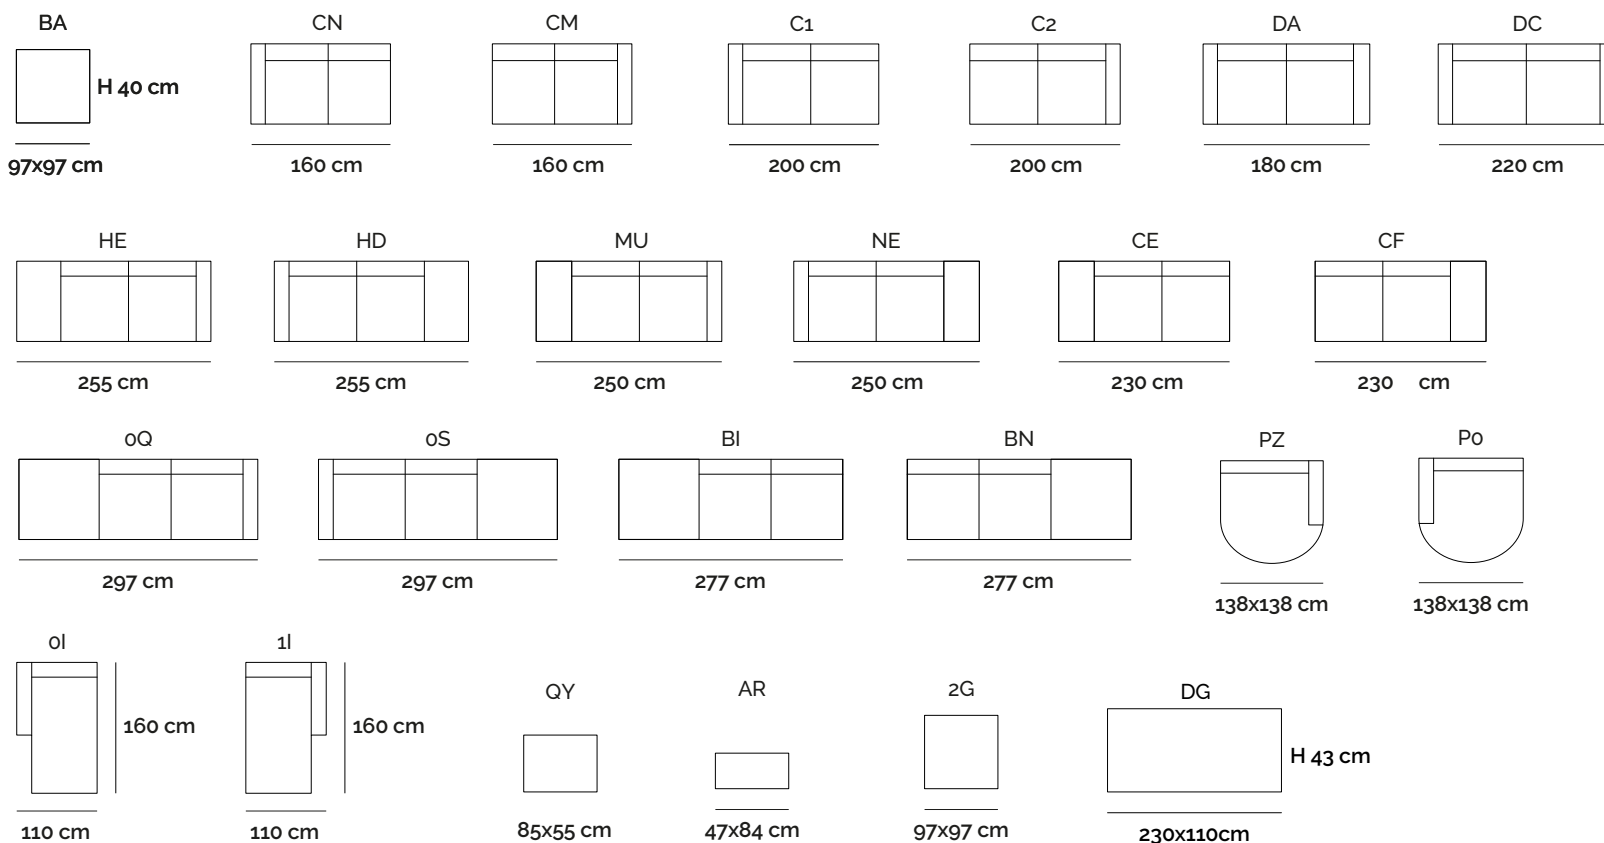 BA CN CM C1 C2 DA DC
H 40 cm
97x97 cm 160 cm 160 cm 200 cm 200 cm 180 cm 220 cm
HE HD MU NE CE CF
255 cm 255 cm 250 cm 250 cm 230 cm 230 cm
0Q 0S BI BN PZ P0
297 cm 297 cm 277 cm 277 cm 138x138 cm 138x138 cm
0I 1I QY AR 2G DG
160 cm 160 cm H 43 cm
110 cm 110 cm 85x55 cm 47x84 cm 97x97 cm 230x110cm